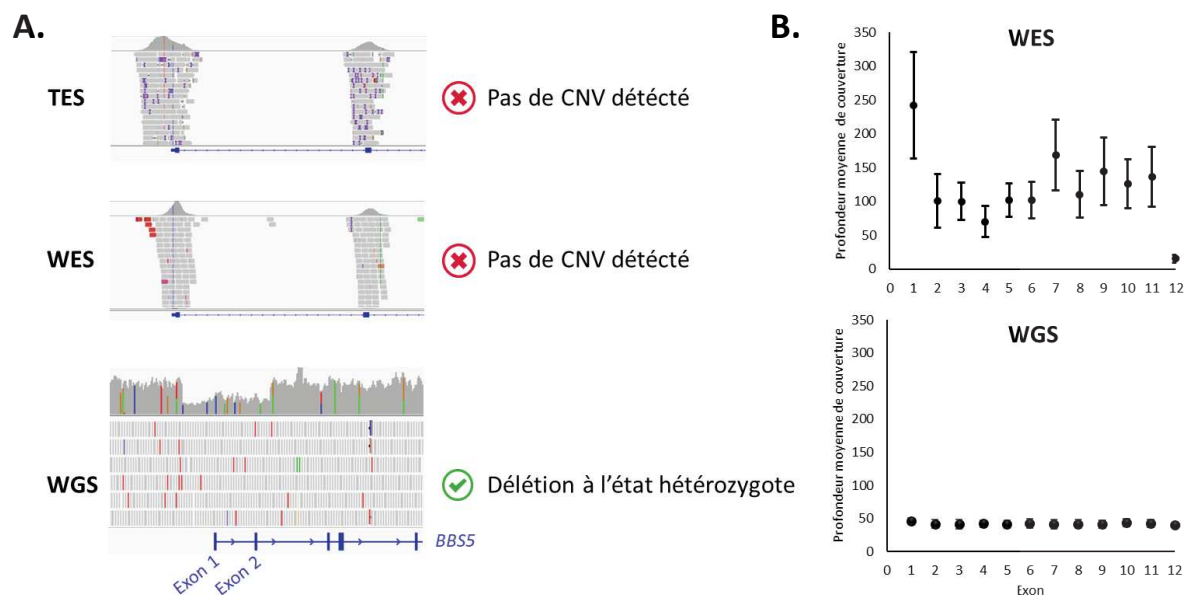 A.
TES
Pas de CNV détécté
WES
Pas de CNV détécté
WGS
Délétion à l'état hétérozygote
BBS5
Exon 1
Exon 2
B.
WES
Profondeur moyenne de couverture
350
300
250
200
150
100
50
0
0 1 2 3 4 5 6 7 8 9 10 11 12
WGS
Profondeur moyenne de couverture
350
300
250
200
150
100
50
0
0 1 2 3 4 5 6 7 8 9 10 11 12
Exon